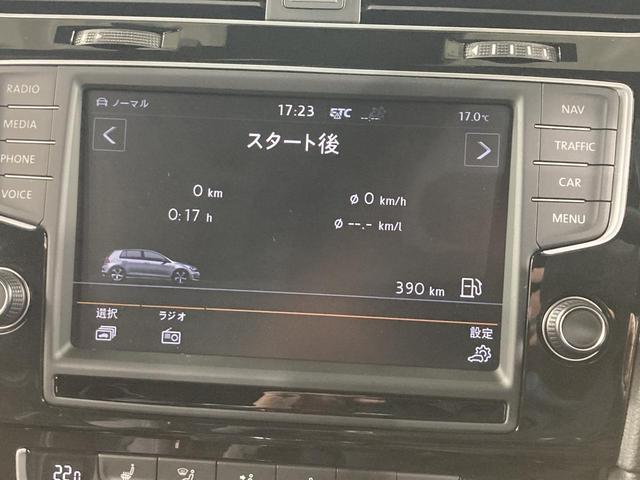 RADIO
MEDIA
PHONE
VOICE
ノーマル
17:23 ETC --:--
17.0℃
スタート後
0 km
0:17 h
ø 0 km/h
ø --.- km/l
390 km
選択
ラジオ
設定
NAV
TRAFFIC
CAR
MENU
22.0